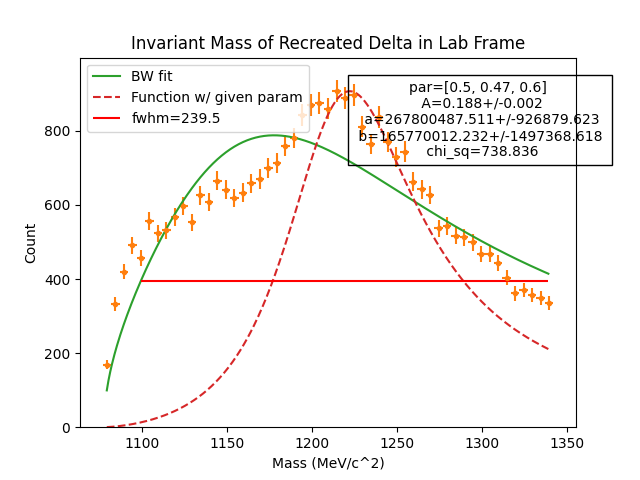 Invariant Mass of Recreated Delta in Lab Frame
BW fit
Function w/ given param
fwhm=239.5
par=[0.5, 0.47, 0.6]
A=0.188+/-0.002
a=267800487.511+/-926879.623
b=165770012.232+/-1497368.618
chi_sq=738.836
Count
800
600
400
200
0
1100 1150 1200 1250 1300 1350
Mass (MeV/c^2)